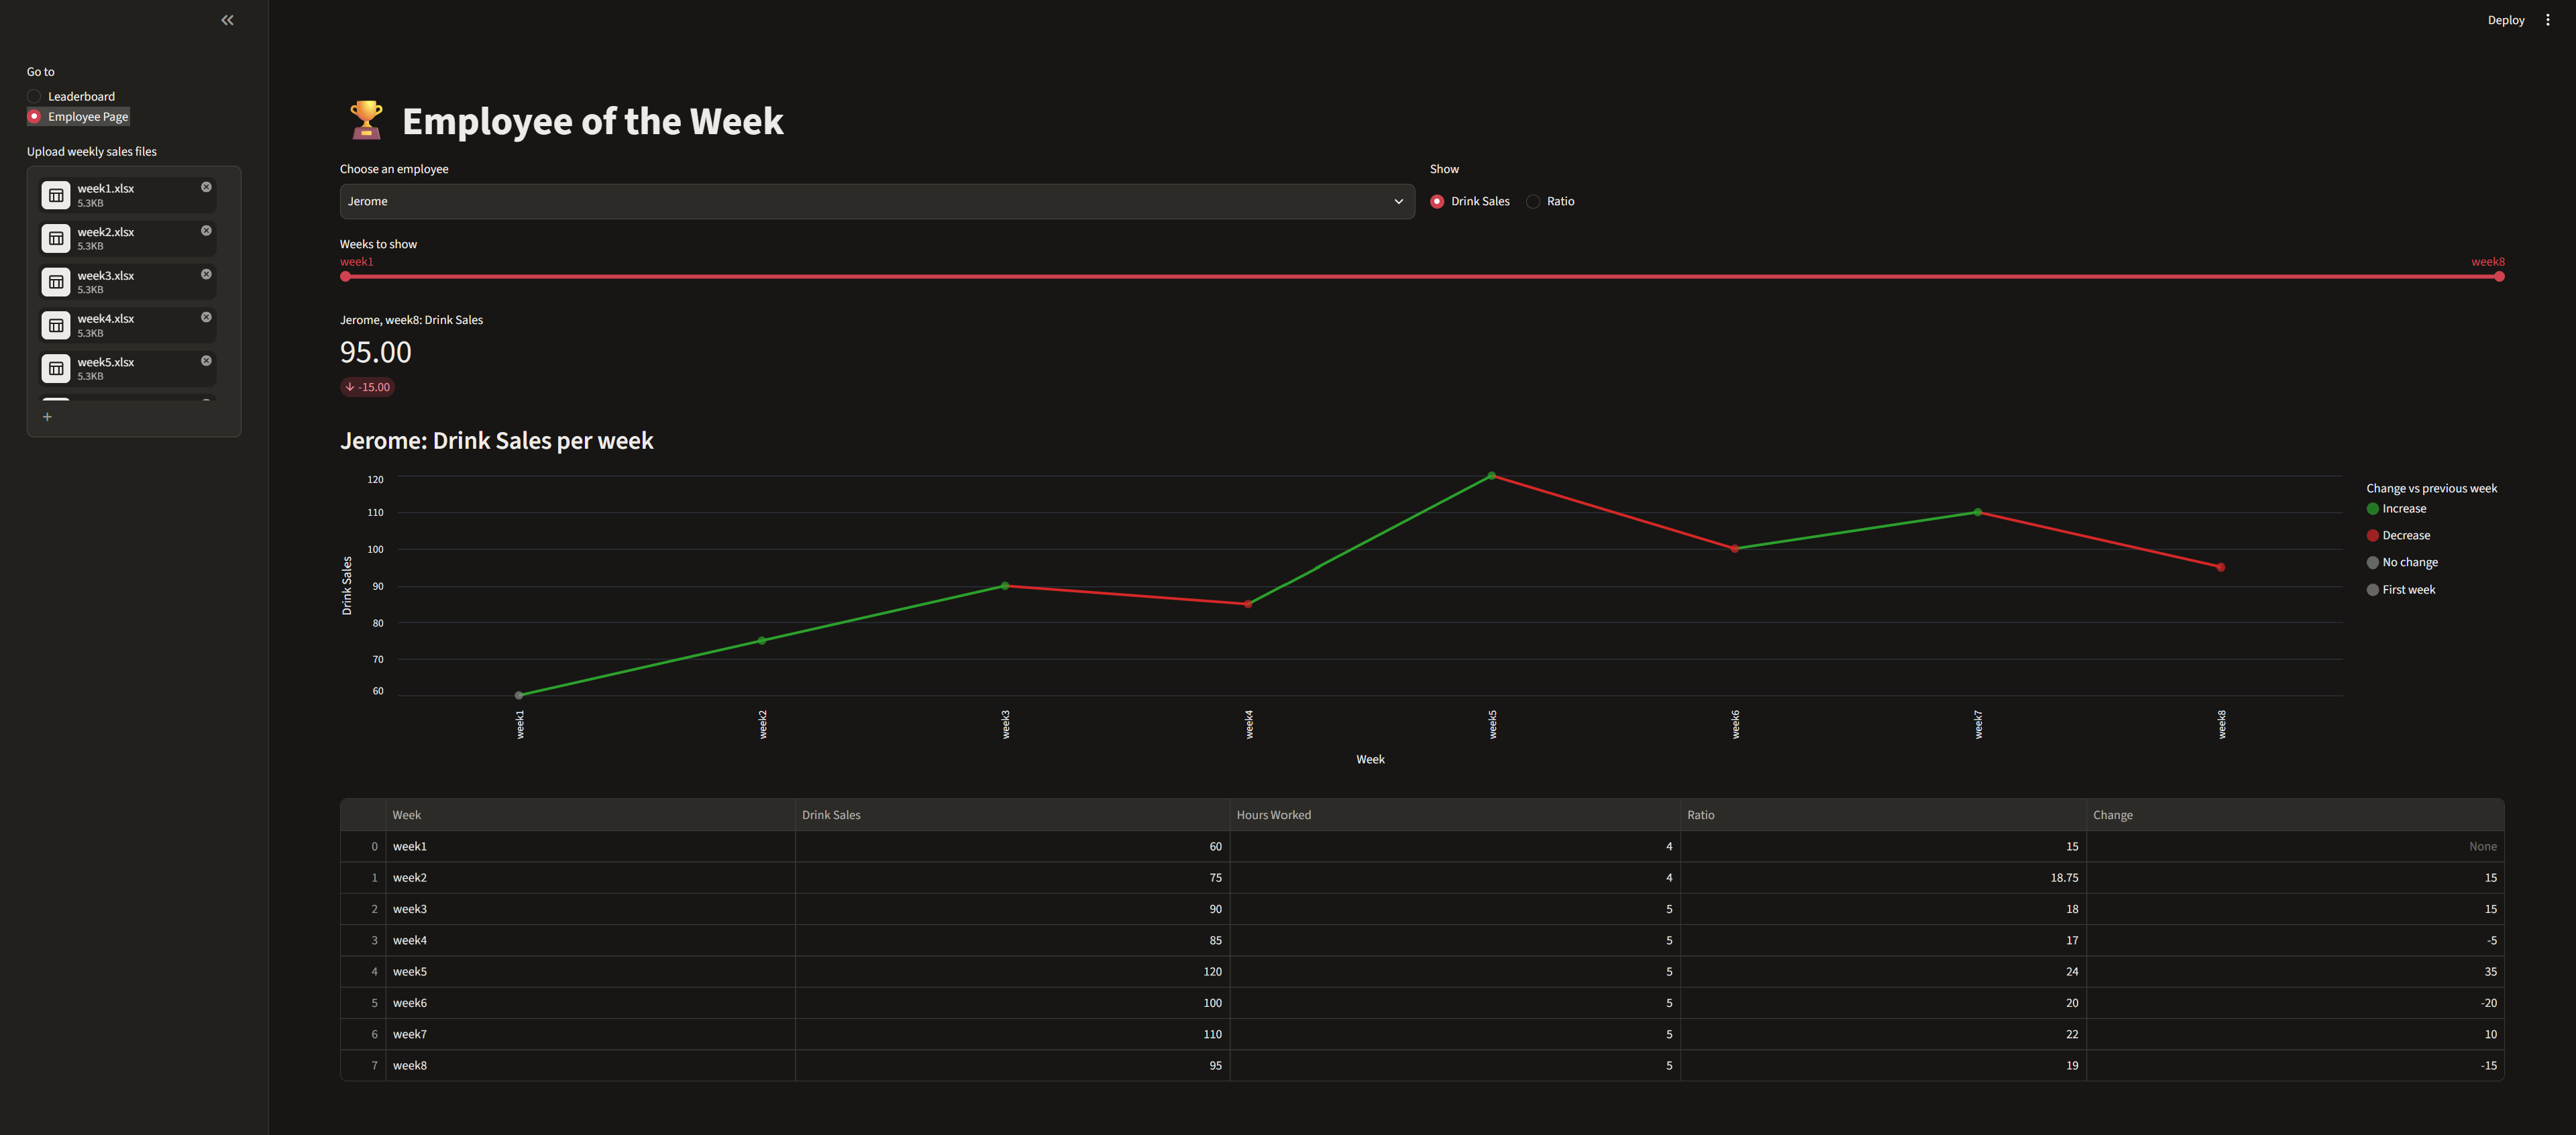 Deploy
Go to
Leaderboard
Employee Page
Upload weekly sales files
week1.xlsx
5.3KB
week2.xlsx
5.3KB
week3.xlsx
5.3KB
week4.xlsx
5.3KB
week5.xlsx
5.3KB
+
Employee of the Week
Choose an employee
Jerome
Show
Drink Sales Ratio
Weeks to show
week1 week8
Jerome, week8: Drink Sales
95.00
↓ -15.00
Jerome: Drink Sales per week
120
110
100
90
80
70
60
Drink Sales
week1 week2 week3 week4 week5 week6 week7 week8
Week
Change vs previous week
Increase
Decrease
No change
First week
Week Drink Sales Hours Worked Ratio Change
0 week1 60 4 15 None
1 week2 75 4 18.75 15
2 week3 90 5 18 15
3 week4 85 5 17 -5
4 week5 120 5 24 35
5 week6 100 5 20 -20
6 week7 110 5 22 10
7 week8 95 5 19 -15